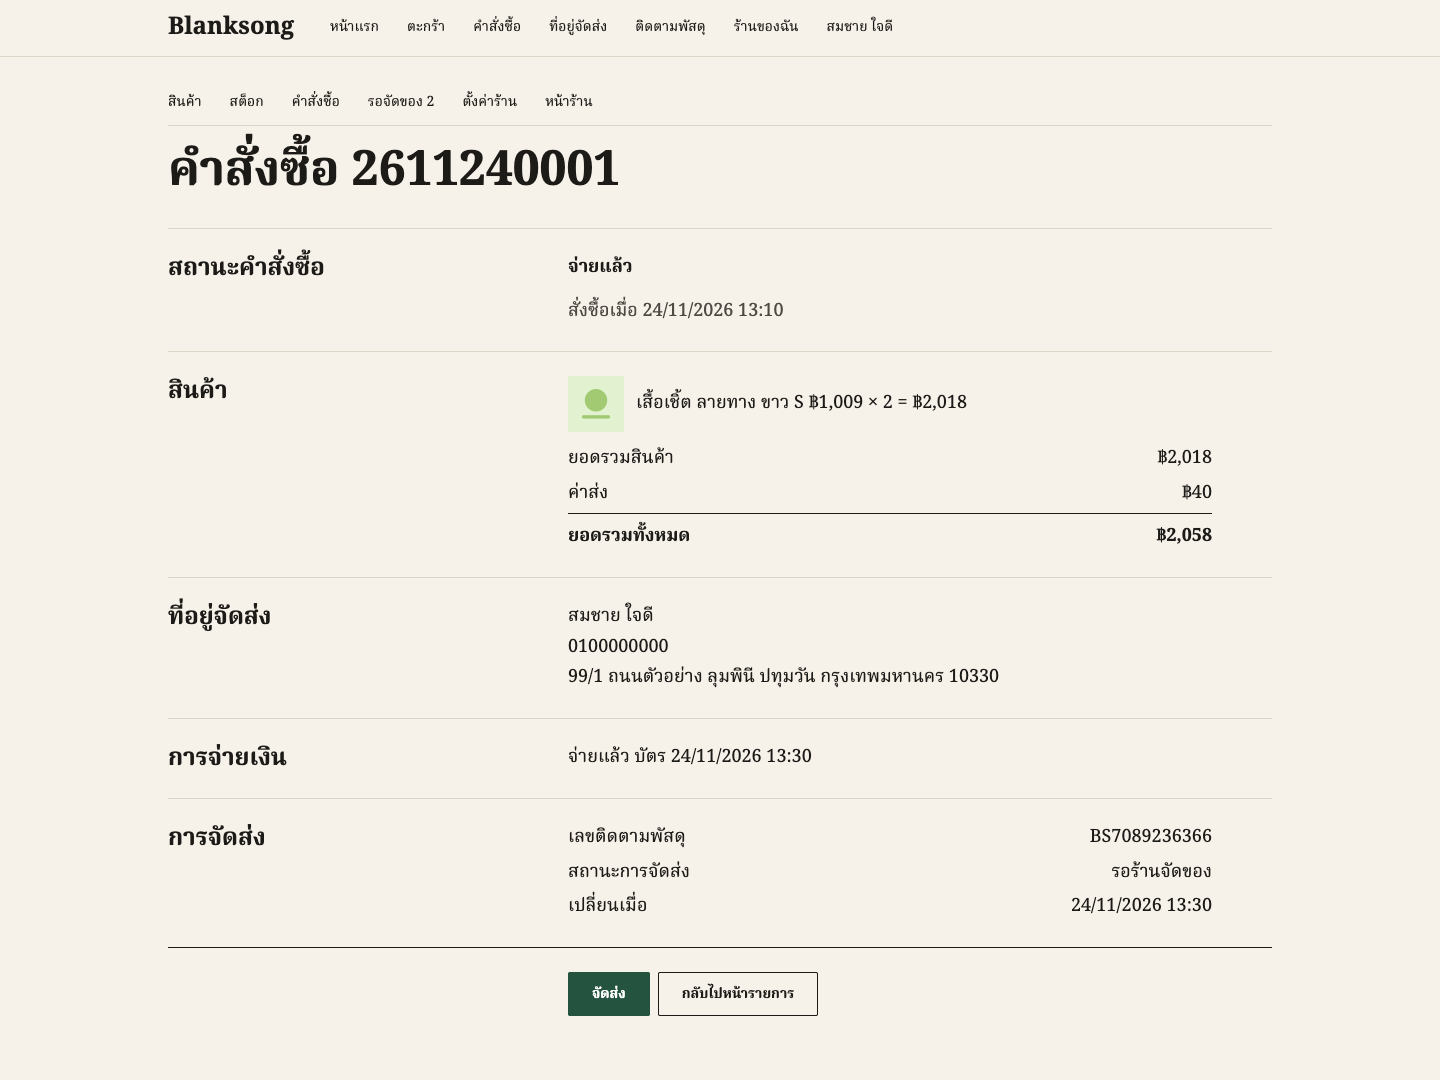 Blanksong หน้าแรก ตะกร้า คำสั่งซื้อ ที่อยู่จัดส่ง ติดตามพัสดุ ร้านของฉัน สมชาย ใจดี
สินค้า สต็อก คำสั่งซื้อ รอจัดของ 2 ตั้งค่าร้าน หน้าร้าน
คำสั่งซื้อ 2611240001
สถานะคำสั่งซื้อ
จ่ายแล้ว
สั่งซื้อเมื่อ 24/11/2026 13:10
สินค้า
เสื้อเชิ้ต ลายทาง ขาว S ฿1,009 × 2 = ฿2,018
ยอดรวมสินค้า ฿2,018
ค่าส่ง ฿40
ยอดรวมทั้งหมด ฿2,058
ที่อยู่จัดส่ง
สมชาย ใจดี
0100000000
99/1 ถนนตัวอย่าง ลุมพินี ปทุมวัน กรุงเทพมหานคร 10330
การจ่ายเงิน
จ่ายแล้ว บัตร 24/11/2026 13:30
การจัดส่ง
เลขติดตามพัสดุ BS7089236366
สถานะการจัดส่ง รอร้านจัดของ
เปลี่ยนเมื่อ 24/11/2026 13:30
จัดส่ง กลับไปหน้ารายการ